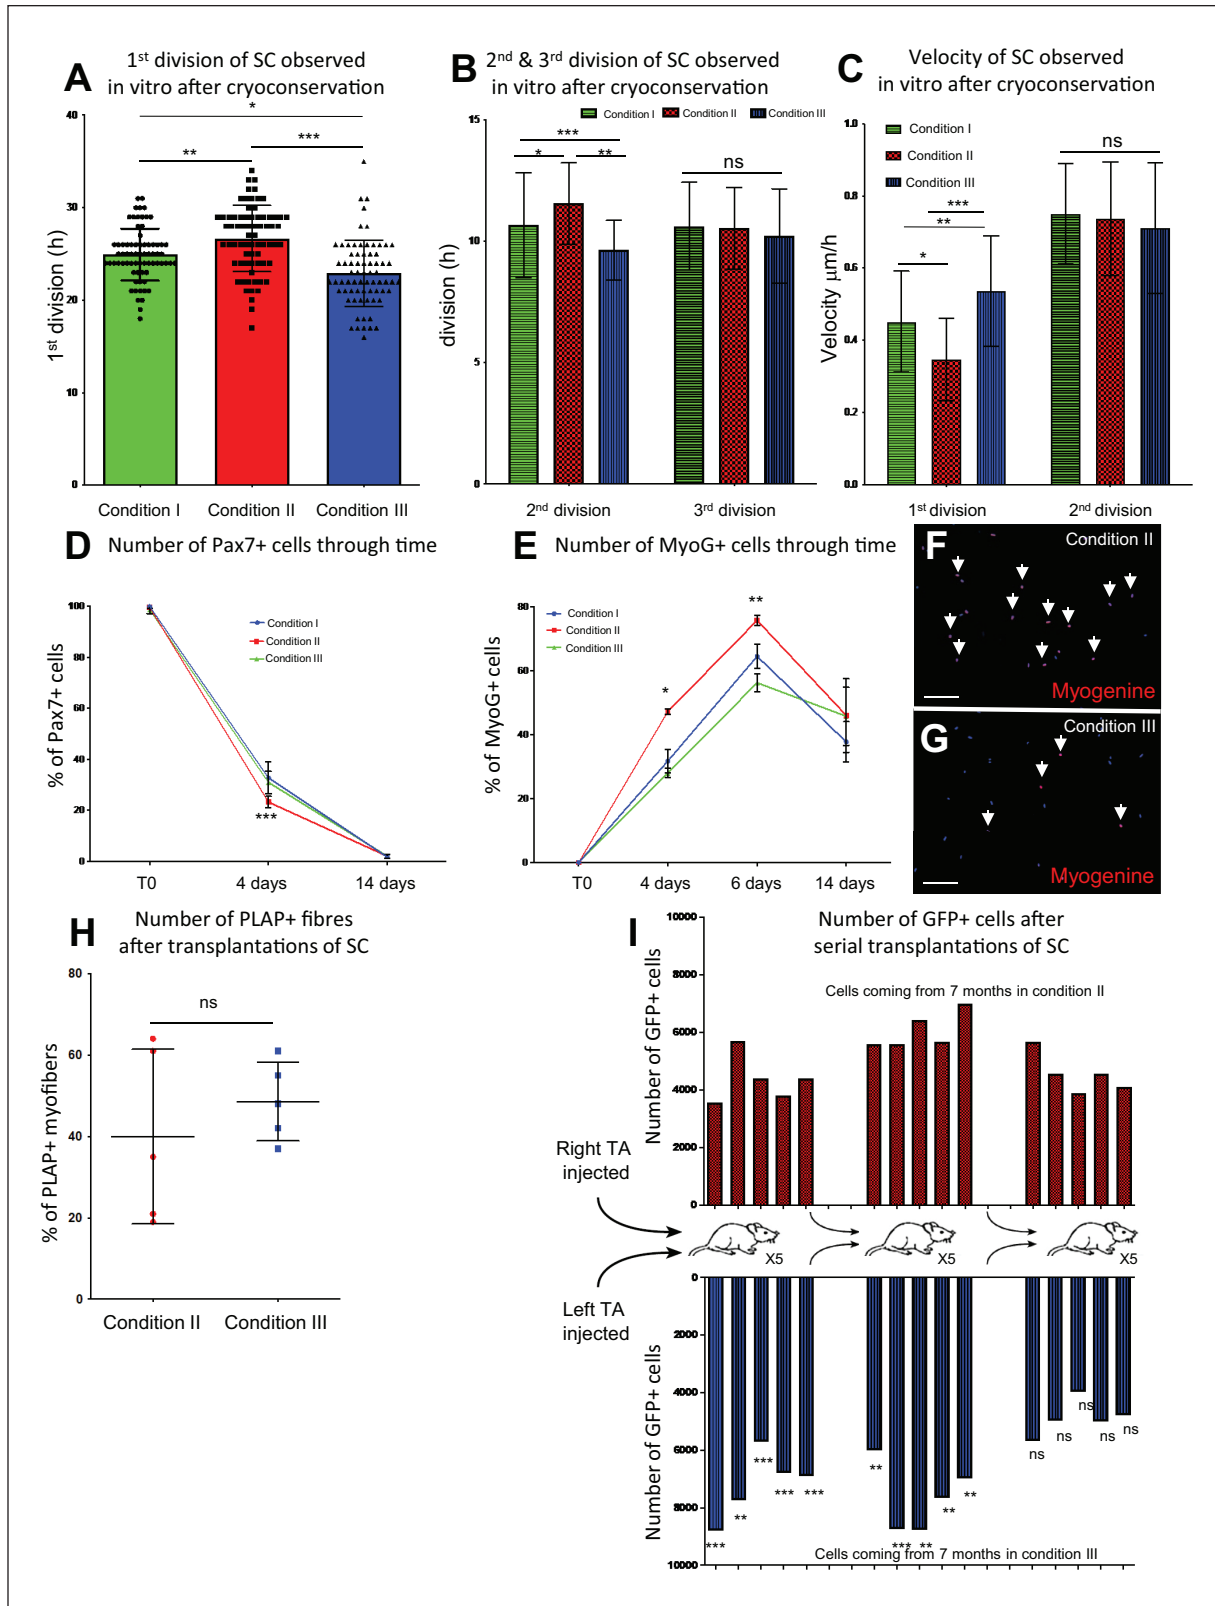 A
1st division of SC observed
in vitro after cryoconservation
*
**
***
1st division (h)
40
30
20
10
0
Condition I
Condition II
Condition III
B
2nd & 3rd division of SC observed
in vitro after cryoconservation
Condition I
Condition II
Condition III
***
*
**
ns
division (h)
15
10
5
0
2nd division
3rd division
C
Velocity of SC observed
in vitro after cryoconservation
Condition I
Condition II
Condition III
ns
***
**
*
Velocity µm/h
1.0
0.8
0.6
0.4
0.2
0.0
1st division
2nd division
D
Number of Pax7+ cells through time
% of Pax7+ cells
100
80
60
40
20
0
Condition I
Condition II
Condition III
***
T0
4 days
14 days
E
Number of MyoG+ cells through time
% of MyoG+ cells
80
60
40
20
0
Condition I
Condition II
Condition III
*
**
T0
4 days
6 days
14 days
F
Condition II
Myogenine
G
Condition III
Myogenine
H
Number of PLAP+ fibres
after transplantations of SC
% of PLAP+ myofibers
80
60
40
20
0
ns
Condition II
Condition III
I
Number of GFP+ cells after
serial transplantations of SC
Number of GFP+ cells
10000
8000
6000
4000
2000
0
Cells coming from 7 months in condition II
Right TA
injected
Left TA
injected
X5
X5
X5
Number of GFP+ cells
0
2000
4000
6000
8000
10000
***
**
***
***
***
**
***
**
**
**
ns
ns
ns
ns
ns
Cells coming from 7 months in condition III